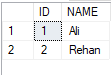 ID NAME
1 1 Ali
2 2 Rehan